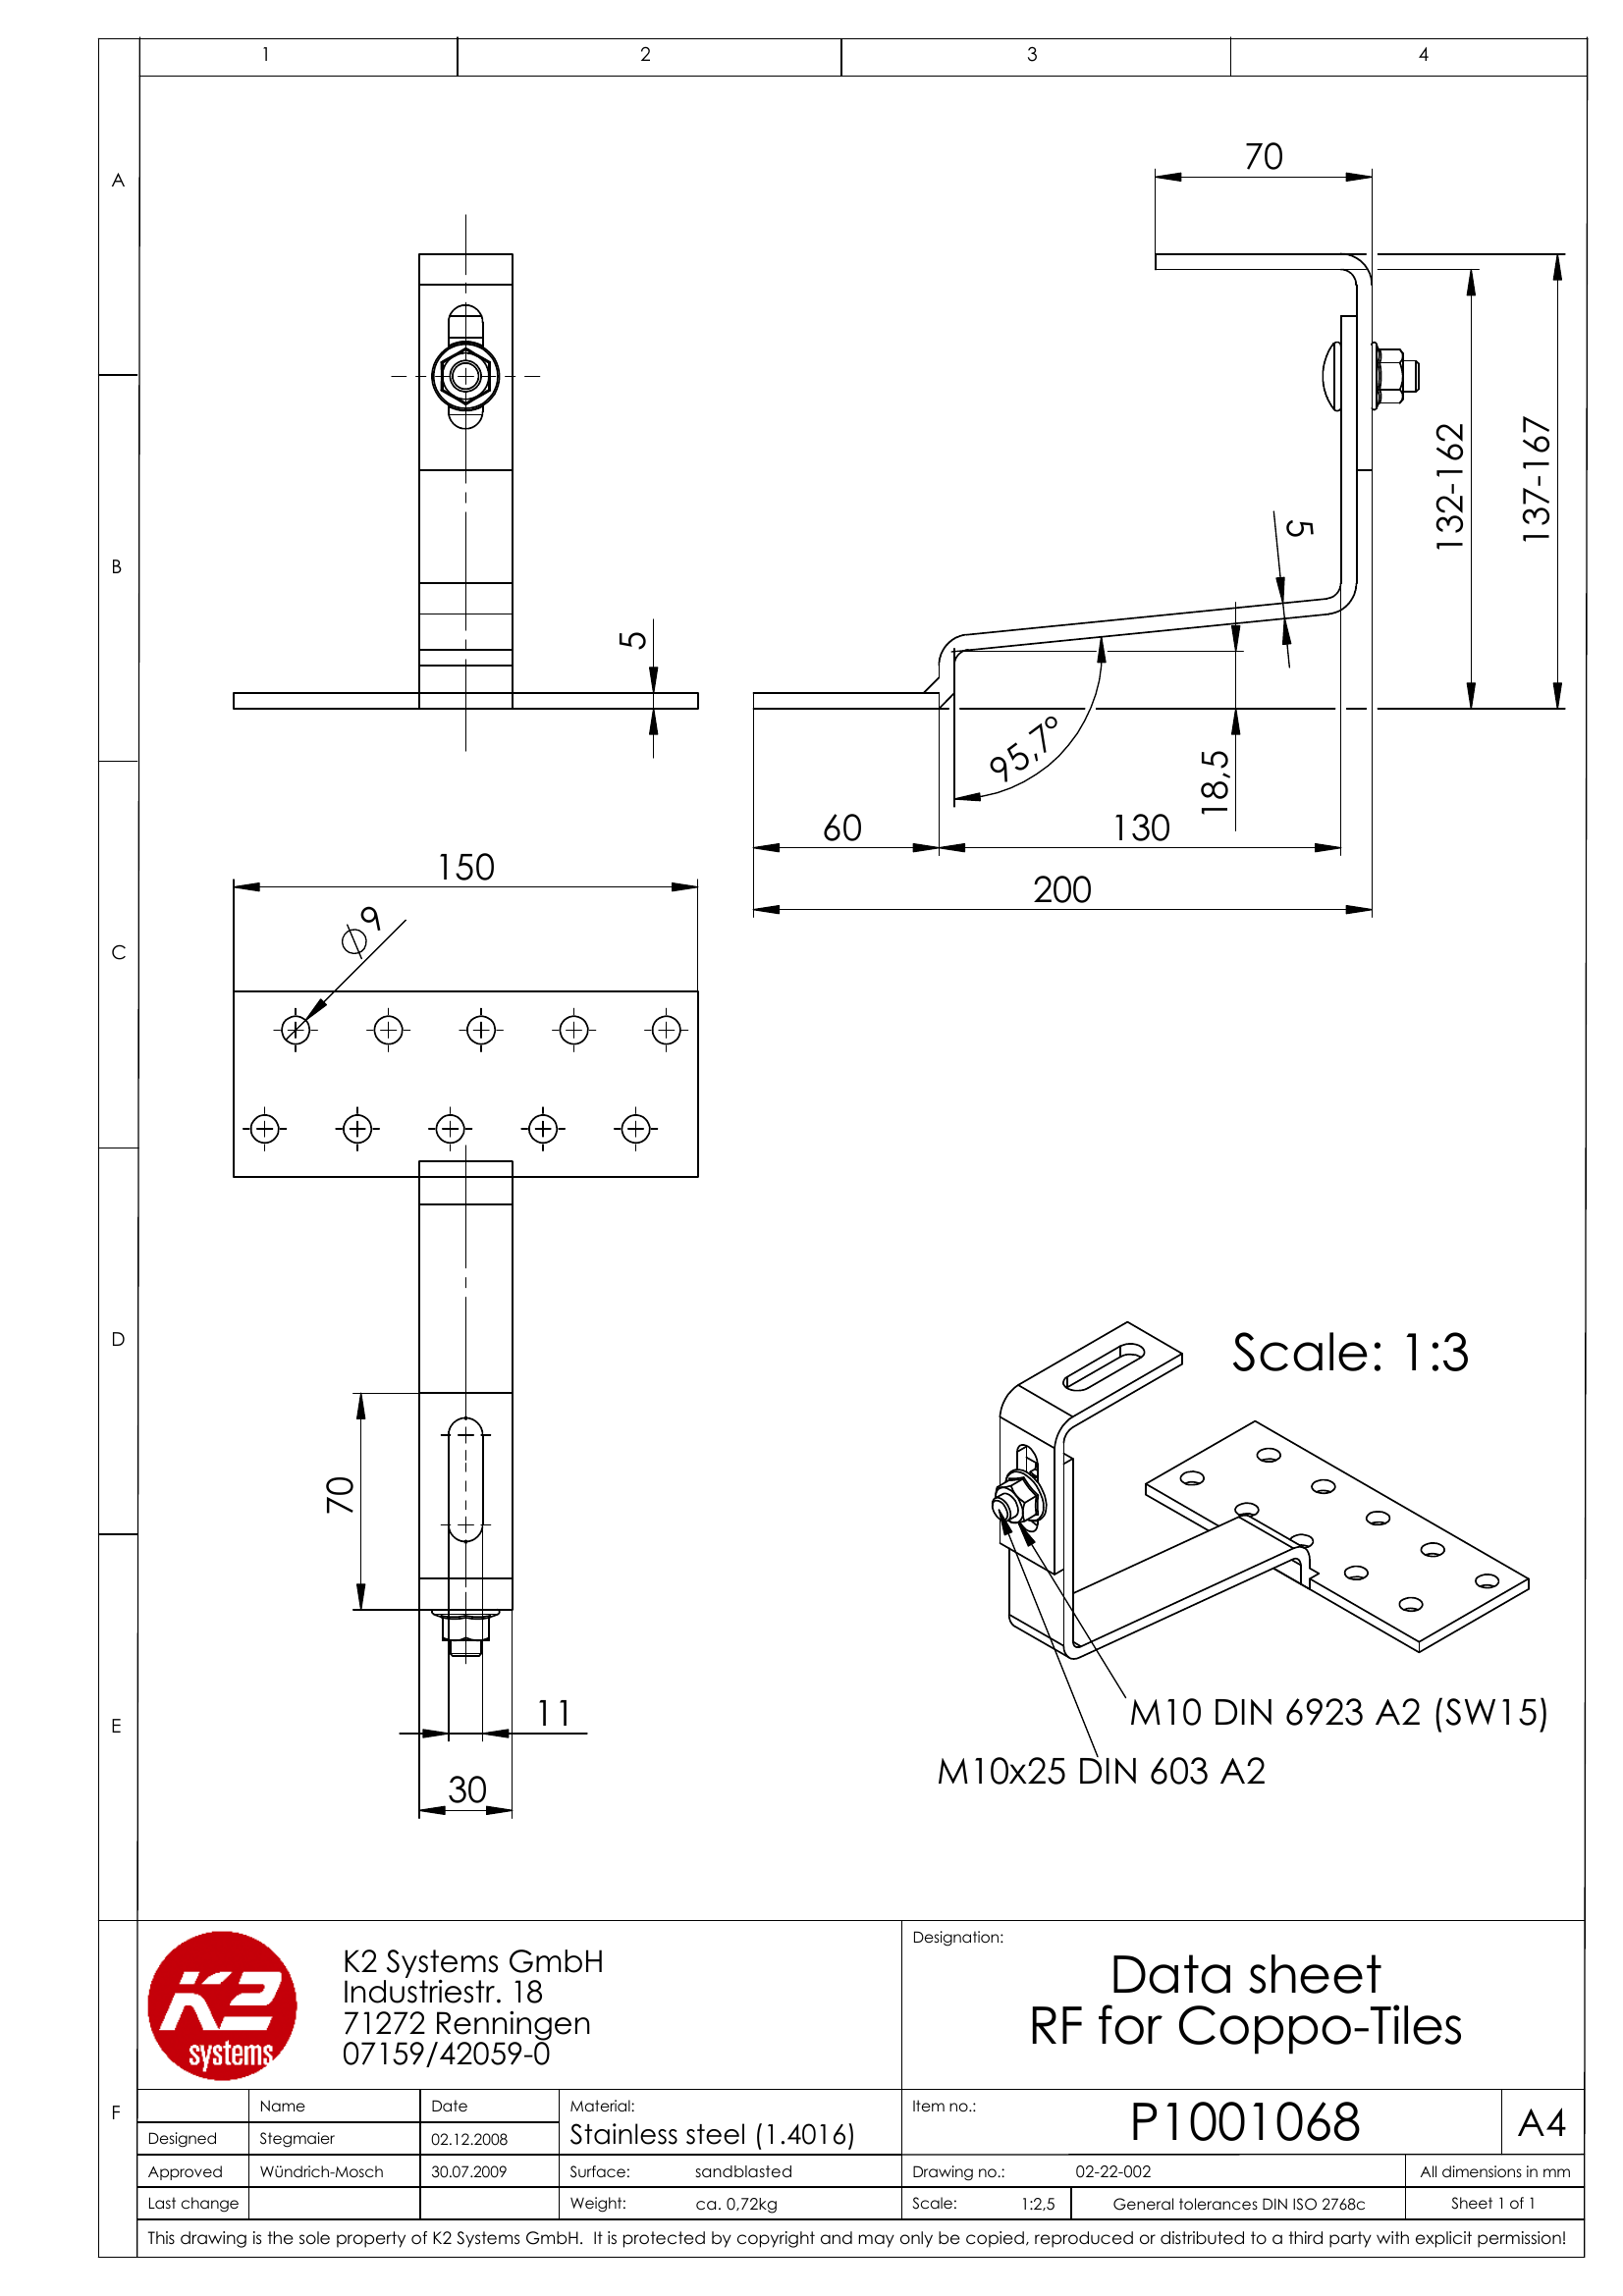 1
2
3
4
A
B
C
D
E
F
70
132-162
137-167
5
5
95,7°
18,5
60
130
200
150
∅9
70
11
30
Scale: 1:3
M10 DIN 6923 A2 (SW15)
M10x25 DIN 603 A2
K2
systems
K2 Systems GmbH
Industriestr. 18
71272 Renningen
07159/42059-0
Designation:
Data sheet
RF for Coppo-Tiles
Name
Date
Material:
Stainless steel (1.4016)
Item no.:
P1001068
A4
Designed
Stegmaier
02.12.2008
Approved
Wündrich-Mosch
30.07.2009
Surface:
sandblasted
Drawing no.:
02-22-002
All dimensions in mm
Last change
Weight:
ca. 0,72kg
Scale:
1:2,5
General tolerances DIN ISO 2768c
Sheet 1 of 1
This drawing is the sole property of K2 Systems GmbH. It is protected by copyright and may only be copied, reproduced or distributed to a third party with explicit permission!